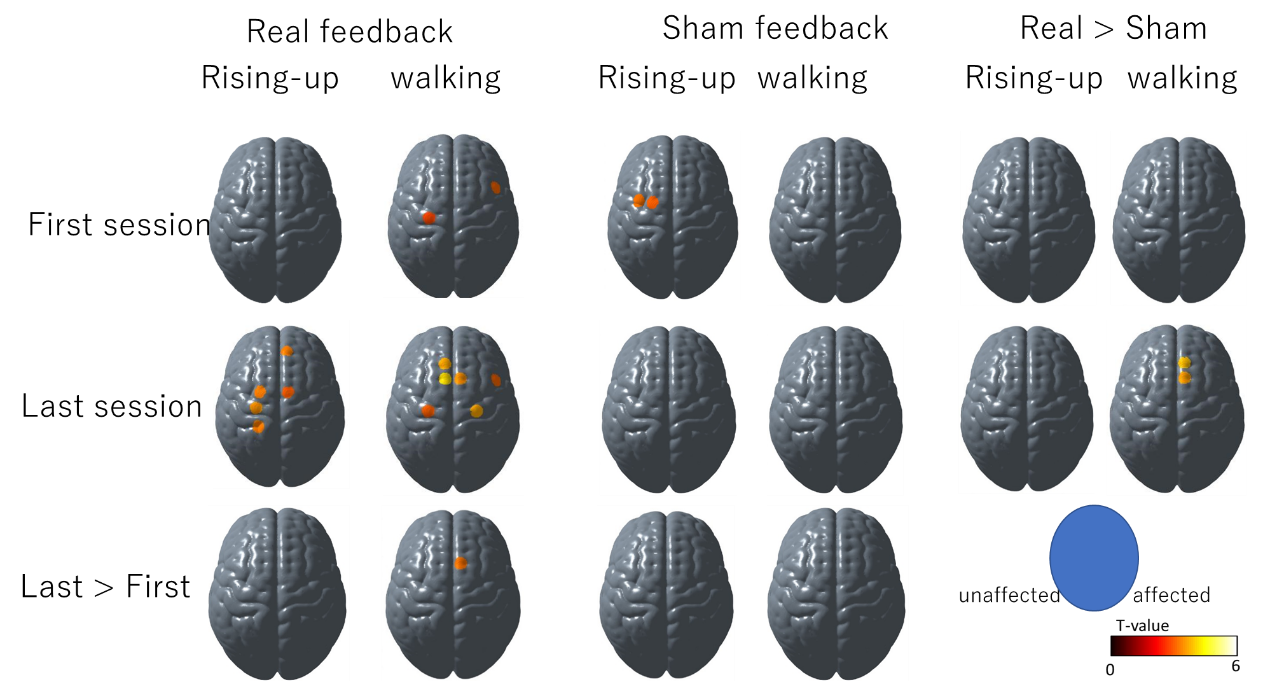 Real feedback Sham feedback Real > Sham
Rising-up walking Rising-up walking Rising-up walking
First session
Last session
Last > First
unaffected affected
T-value
0 6